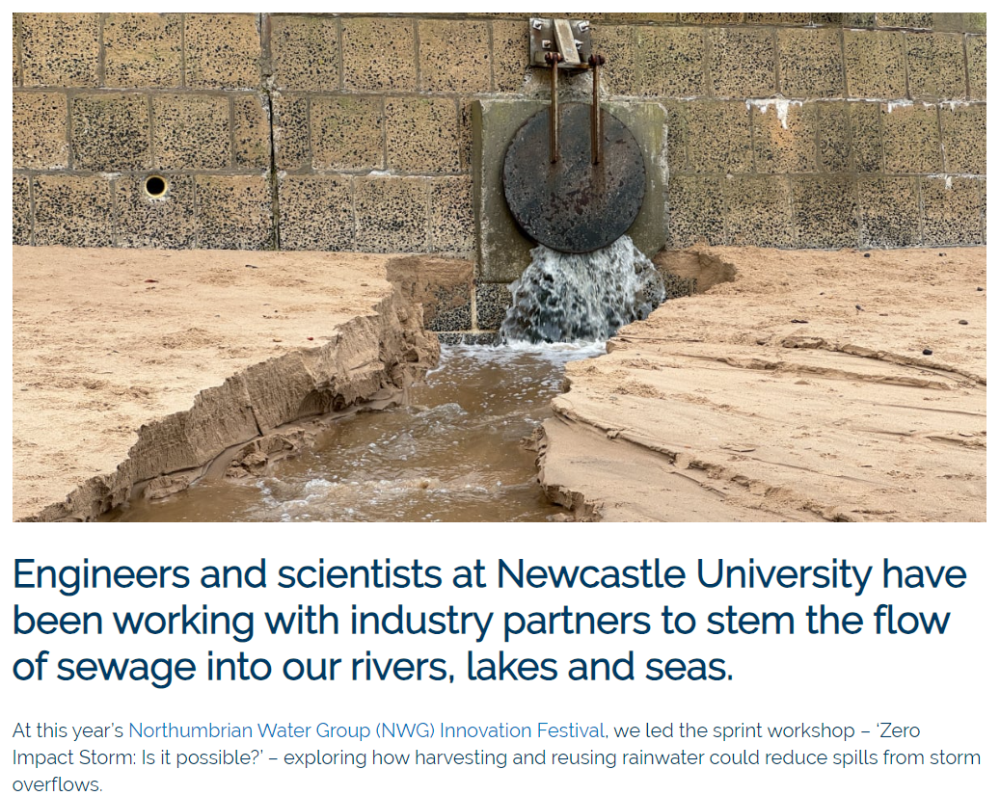 Engineers and scientists at Newcastle University have
been working with industry partners to stem the flow
of sewage into our rivers, lakes and seas.
At this year’s Northumbrian Water Group (NWG) Innovation Festival, we led the sprint workshop – ‘Zero
Impact Storm: Is it possible?’ – exploring how harvesting and reusing rainwater could reduce spills from storm
overflows.